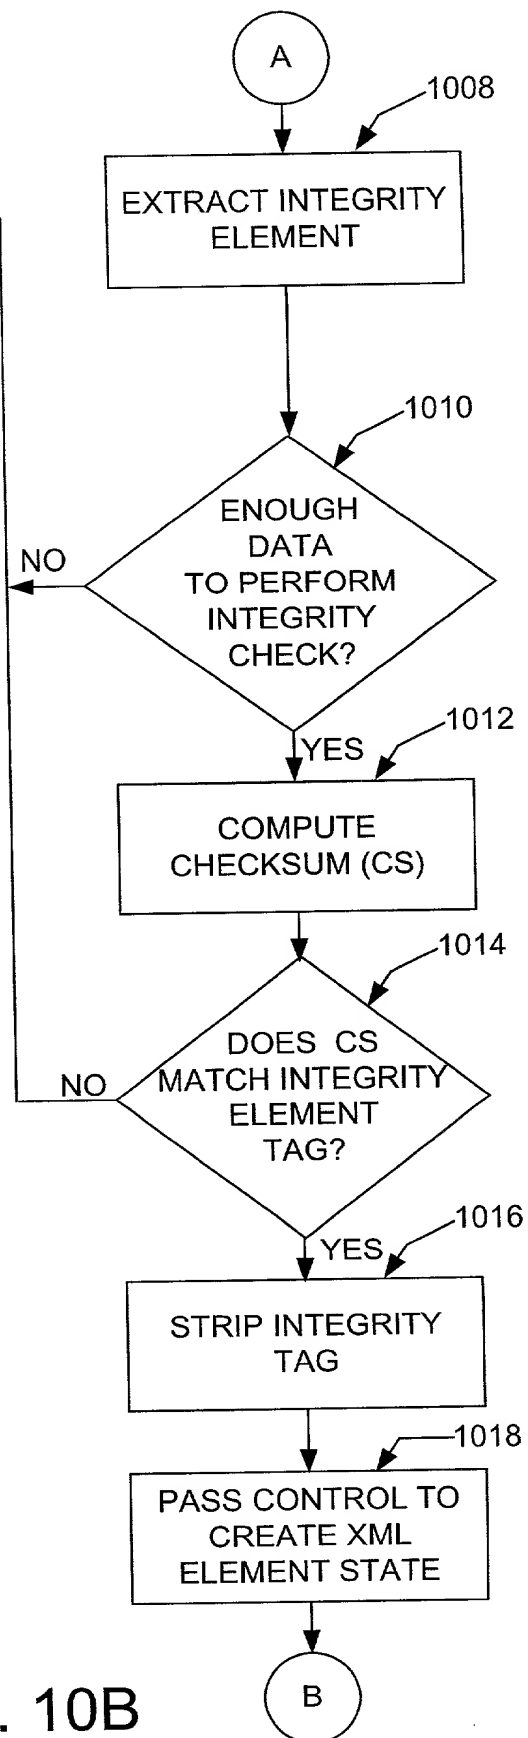 A
1008
EXTRACT INTEGRITY
ELEMENT
1010
ENOUGH
DATA
TO PERFORM
INTEGRITY
CHECK?
NO
1012
YES
COMPUTE
CHECKSUM (CS)
1014
DOES CS
MATCH INTEGRITY
ELEMENT
TAG?
NO
1016
YES
STRIP INTEGRITY
TAG
1018
PASS CONTROL TO
CREATE XML
ELEMENT STATE
B
. 10B